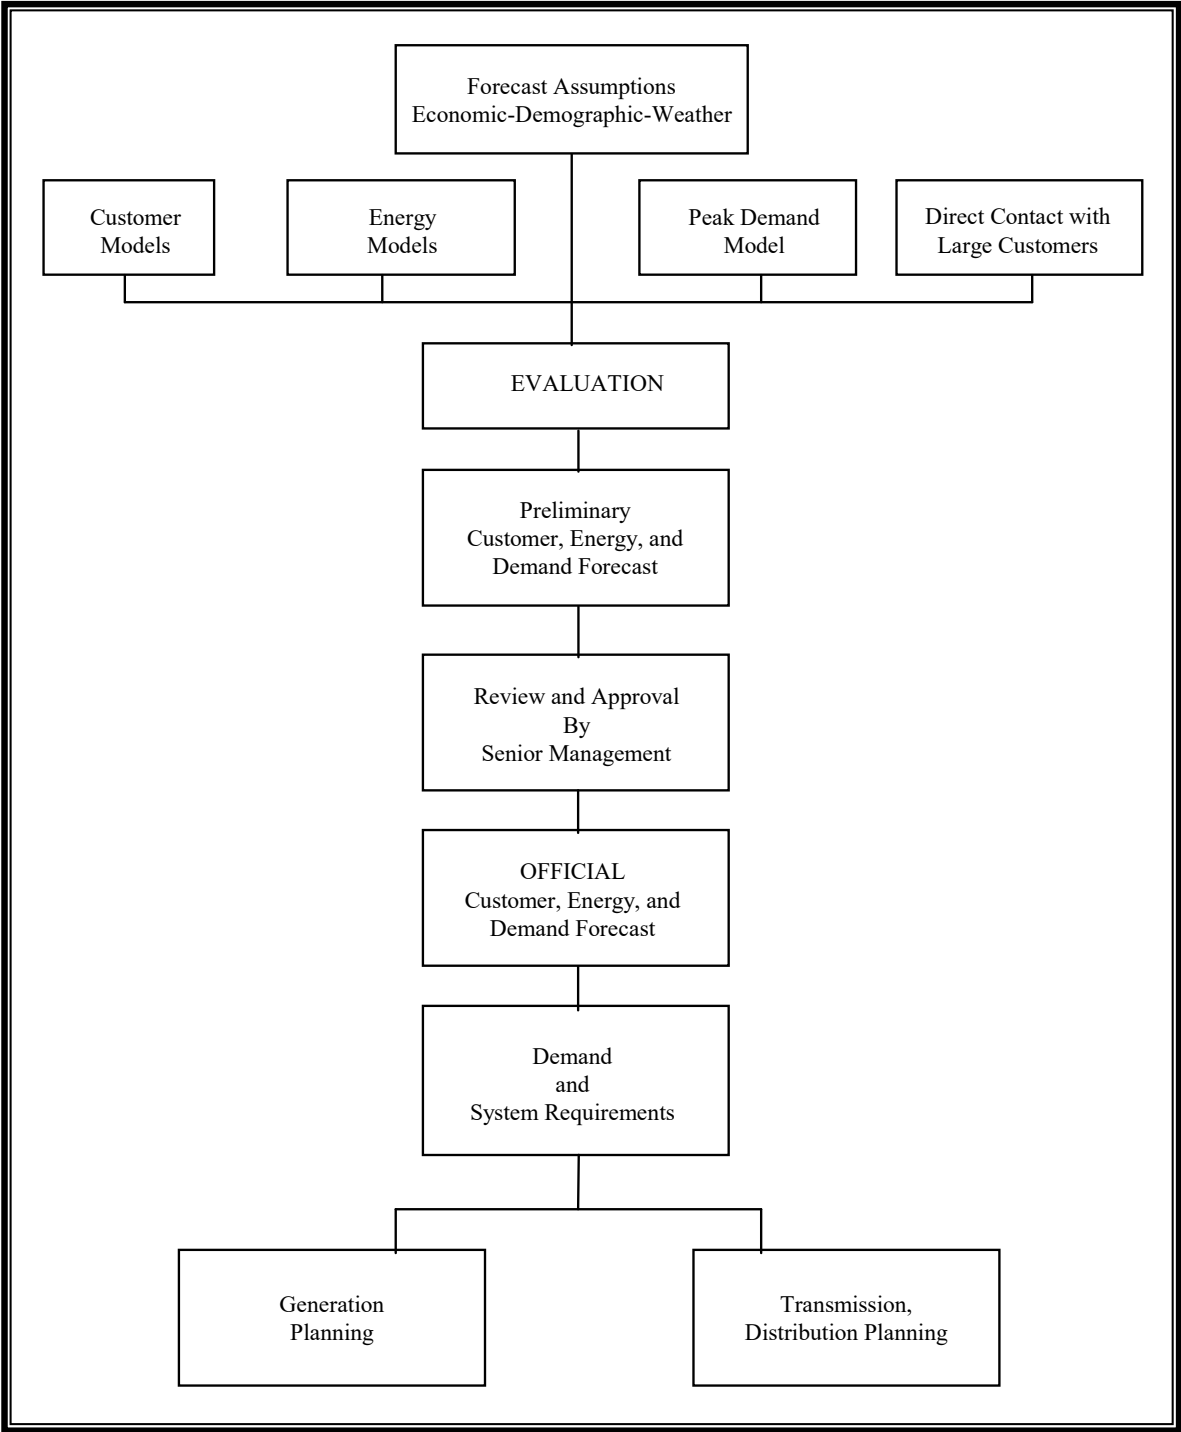 Forecast Assumptions
Economic-Demographic-Weather
Customer
Models
Energy
Models
Peak Demand
Model
Direct Contact with
Large Customers
EVALUATION
Preliminary
Customer, Energy, and
Demand Forecast
Review and Approval
By
Senior Management
OFFICIAL
Customer, Energy, and
Demand Forecast
Demand
and
System Requirements
Generation
Planning
Transmission,
Distribution Planning